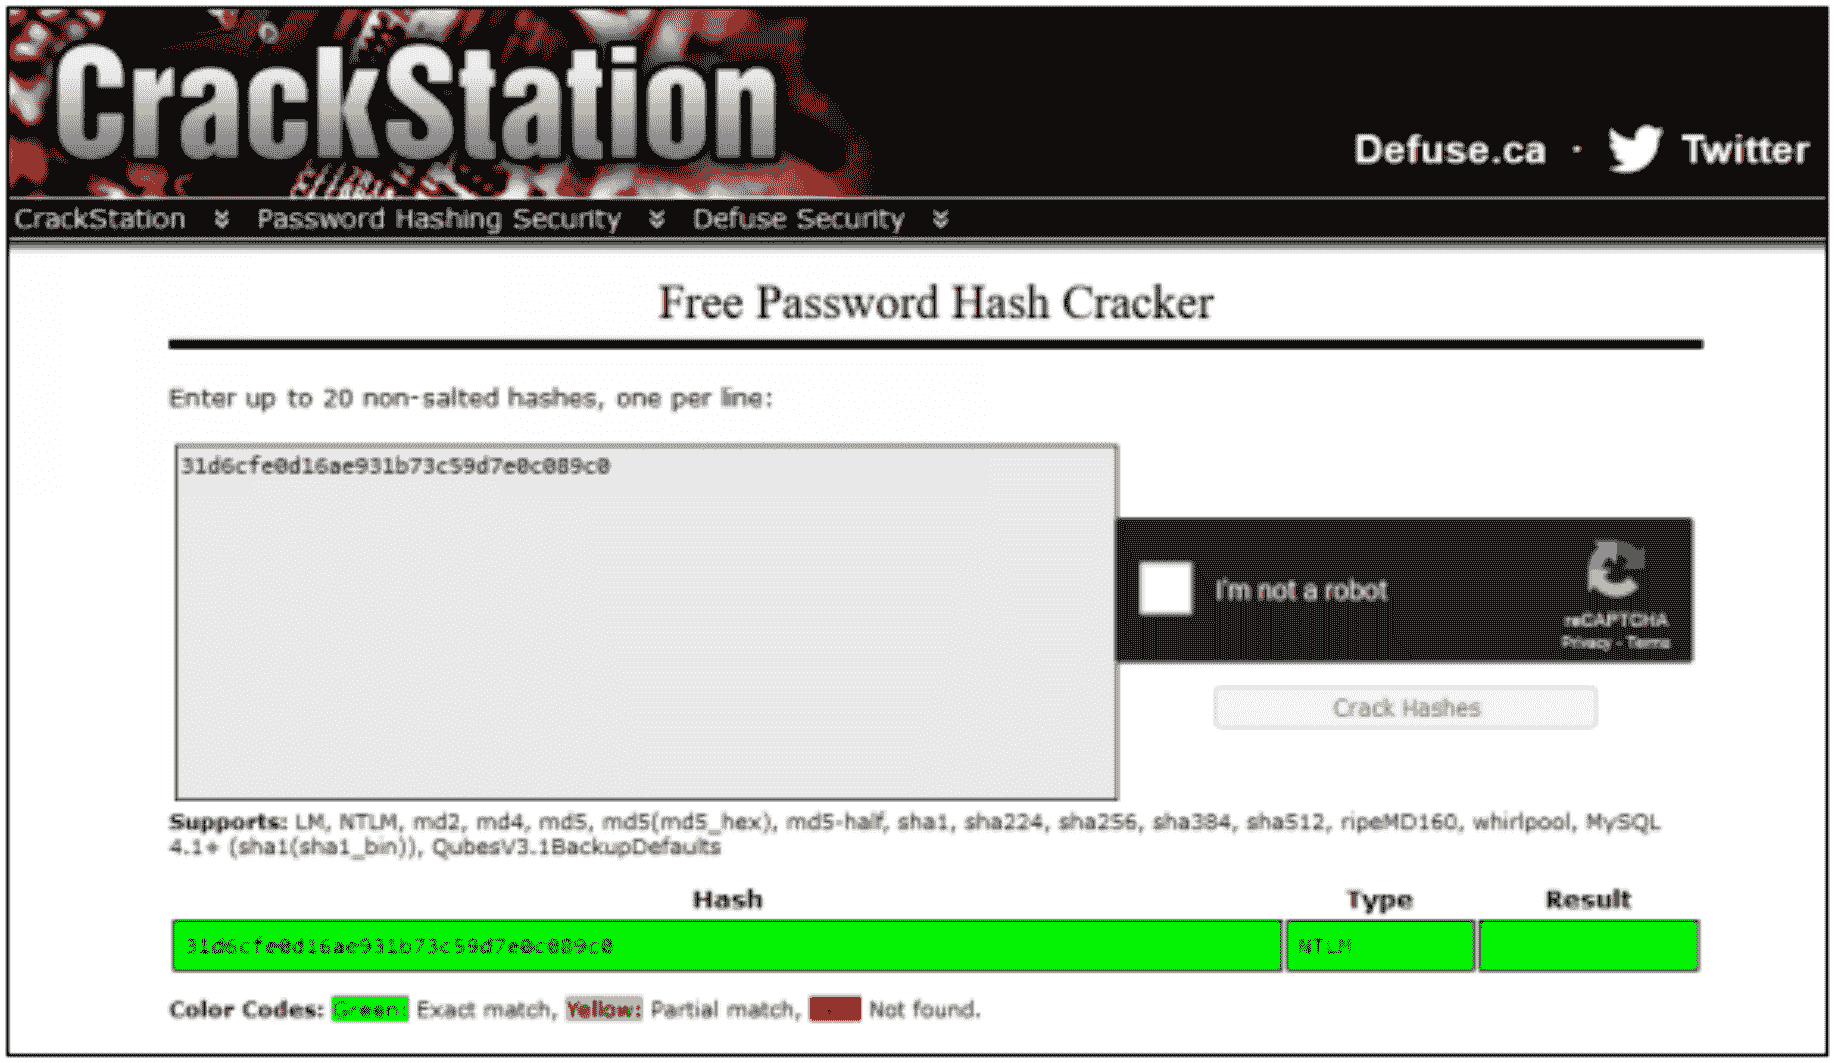 CrackStation
Defuse.ca · Twitter
CrackStation Password Hashing Security Defuse Security
Free Password Hash Cracker
Enter up to 20 non-salted hashes, one per line:
31d6cfe0d16ae931b73c59d7e0c089c0
I'm not a robot
reCAPTCHA
Privacy - Terms
Crack Hashes
Supports: LM, NTLM, md2, md4, md5, md5(md5_hex), md5-half, sha1, sha224, sha256, sha384, sha512, ripeMD160, whirlpool, MySQL
4.1+ (sha1(sha1_bin)), QubesV3.1BackupDefaults
Hash Type Result
31d6cfe0d16ae931b73c59d7e0c089c0 NTLM
Color Codes: Green: Exact match, Yellow: Partial match, Not found.